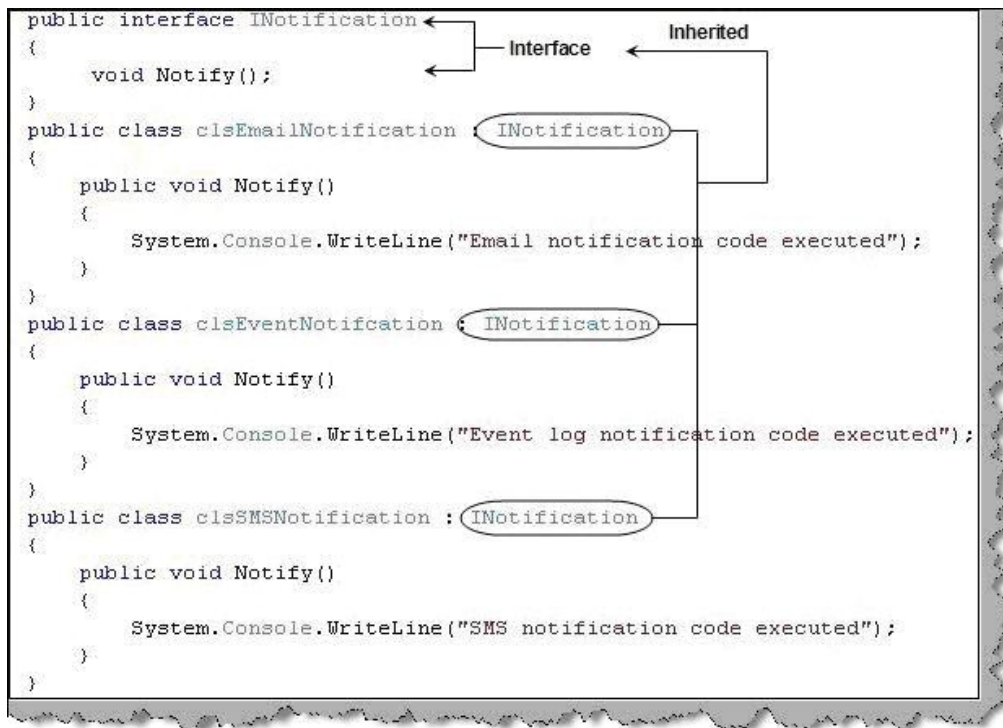 public interface INotification
Inherited
{
Interface
void Notify();
}
public class clsEmailNotification : INotification
{
public void Notify()
{
System.Console.WriteLine("Email notification code executed");
}
}
public class clsEventNotifcation : INotification
{
public void Notify()
{
System.Console.WriteLine("Event log notification code executed");
}
}
public class clsSMSNotification : INotification
{
public void Notify()
{
System.Console.WriteLine("SMS notification code executed");
}
}